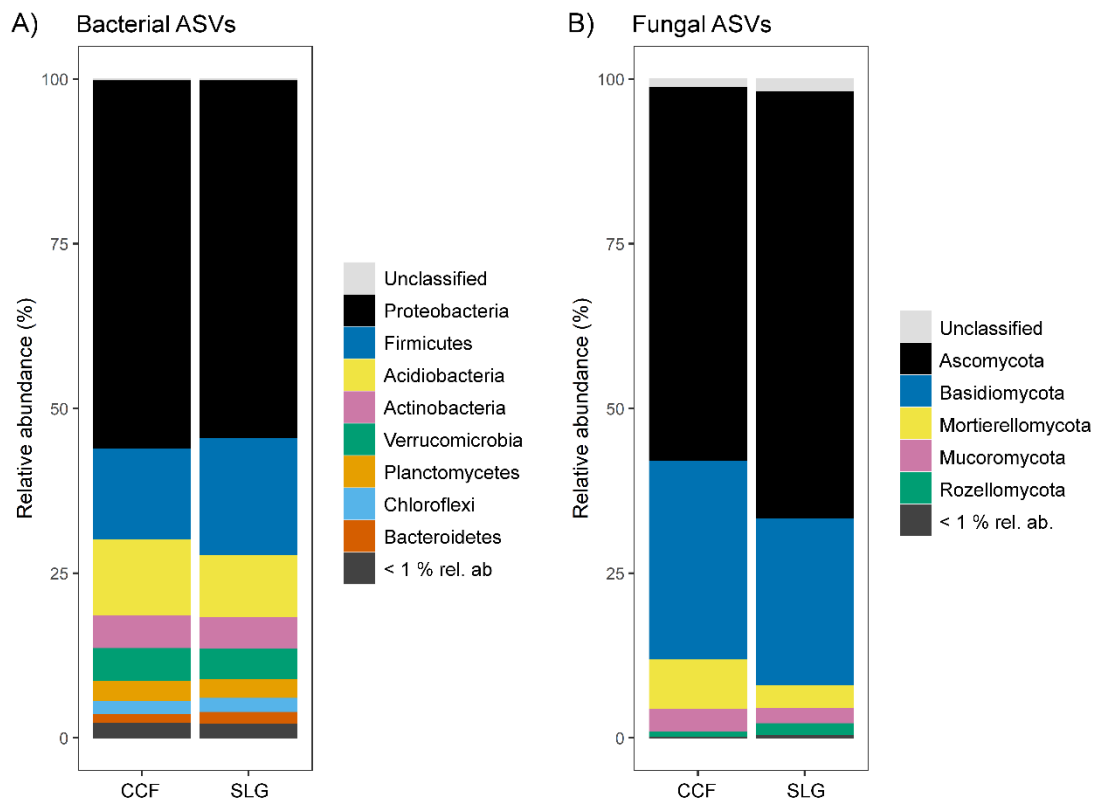 A) Bacterial ASVs
Relative abundance (%)
100
75
50
25
0
CCF SLG
Unclassified
Proteobacteria
Firmicutes
Acidiobacteria
Actinobacteria
Verrucomicrobia
Planctomycetes
Chloroflexi
Bacteroidetes
< 1 % rel. ab
B) Fungal ASVs
Relative abundance (%)
100
75
50
25
0
CCF SLG
Unclassified
Ascomycota
Basidiomycota
Mortierellomycota
Mucoromycota
Rozellomycota
< 1 % rel. ab.